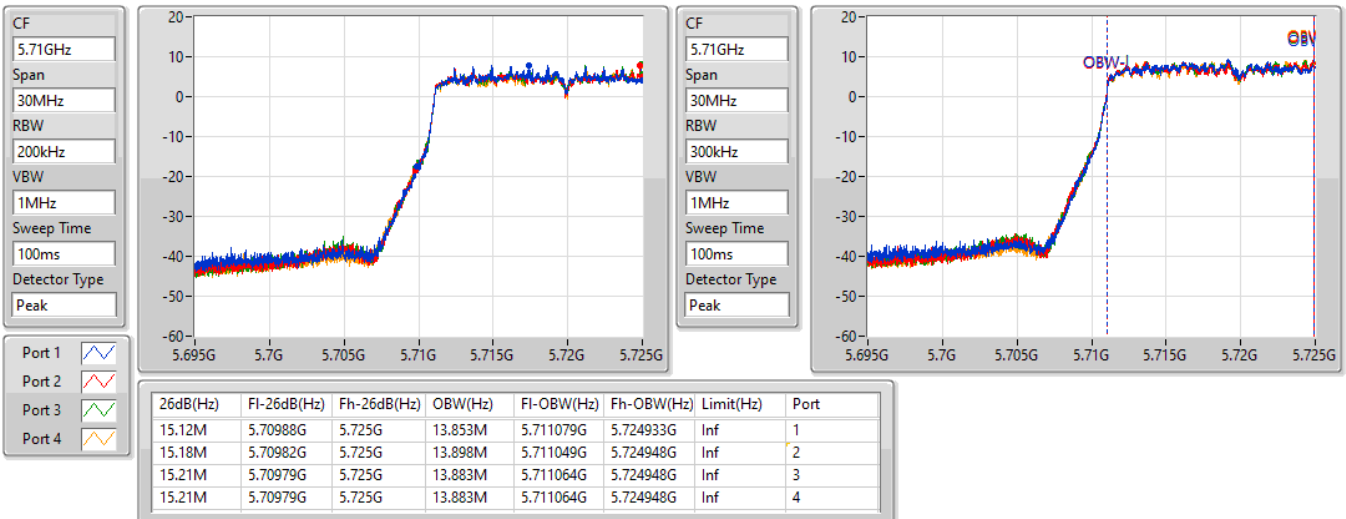 CF
5.71GHz
Span
30MHz
RBW
200kHz
VBW
1MHz
Sweep Time
100ms
Detector Type
Peak
20
10
0
-10
-20
-30
-40
-50
-60
5.695G 5.7G 5.705G 5.71G 5.715G 5.72G 5.725G
CF
5.71GHz
Span
30MHz
RBW
300kHz
VBW
1MHz
Sweep Time
100ms
Detector Type
Peak
20
10
0
-10
-20
-30
-40
-50
-60
OBW-l
OBV
5.695G 5.7G 5.705G 5.71G 5.715G 5.72G 5.725G
Port 1
Port 2
Port 3
Port 4
26dB(Hz) Fl-26dB(Hz) Fh-26dB(Hz) OBW(Hz) Fl-OBW(Hz) Fh-OBW(Hz) Limit(Hz) Port
15.12M 5.70988G 5.725G 13.853M 5.711079G 5.724933G Inf 1
15.18M 5.70982G 5.725G 13.898M 5.711049G 5.724948G Inf 2
15.21M 5.70979G 5.725G 13.883M 5.711064G 5.724948G Inf 3
15.21M 5.70979G 5.725G 13.883M 5.711064G 5.724948G Inf 4